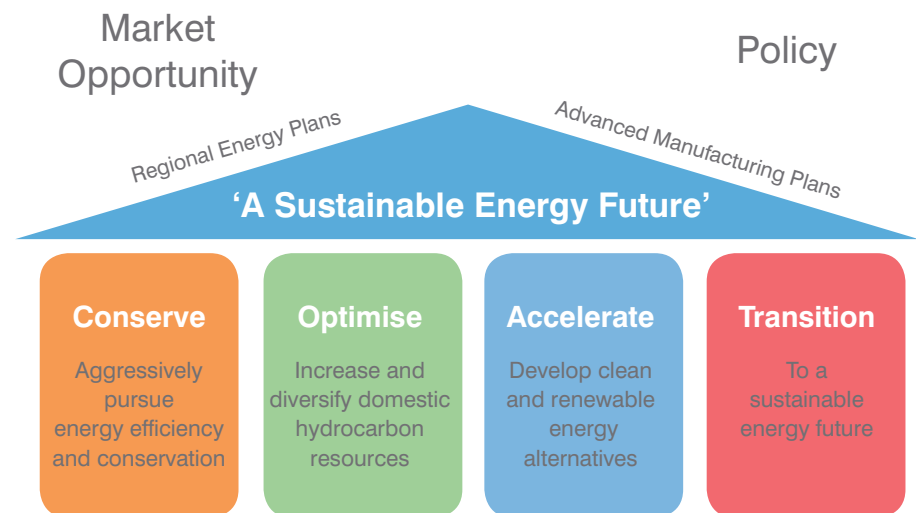 Market
Opportunity
Policy
Regional Energy Plans
Advanced Manufacturing Plans
‘A Sustainable Energy Future’
Conserve
Aggressively
pursue
energy efficiency
and conservation
Optimise
Increase and
diversify domestic
hydrocarbon
resources
Accelerate
Develop clean
and renewable
energy
alternatives
Transition
To a
sustainable
energy future